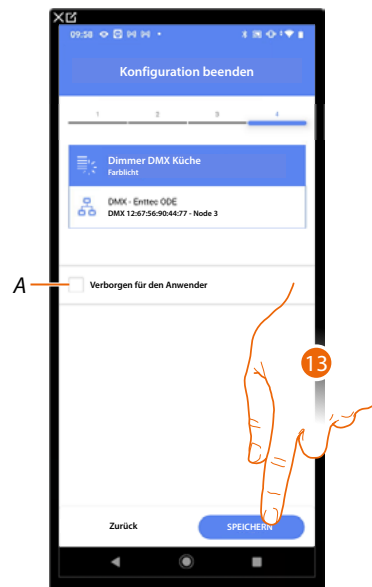 09:58
Konfiguration beenden
1 2 3 4
Dimmer DMX Küche
Farblicht
DMX - Enttec ODE
DMX 12:67:56:90:44:77 - Node 3
A
Verborgen für den Anwender
13
Zurück
SPEICHERN